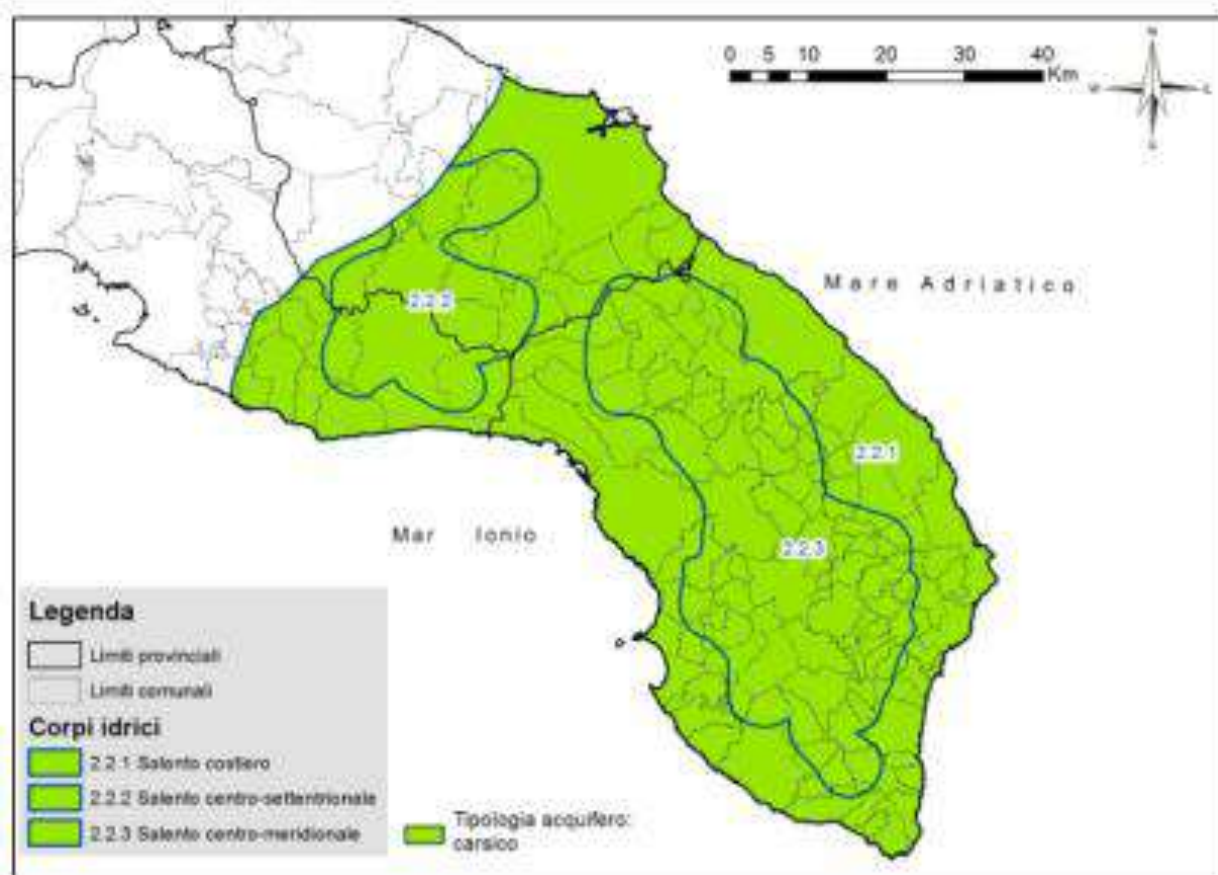 0 5 10 20 30 40
Km
N
S
Mare Adriatico
2.2.2
2.2.1
Mar Ionio
2.2.3
Legenda
Limiti provinciali
Limiti comunali
Corpi idrici
2.2.1 Salento costiero
2.2.2 Salento centro-settentrionale
2.2.3 Salento centro-meridionale
Tipologia acquifero:
carsico